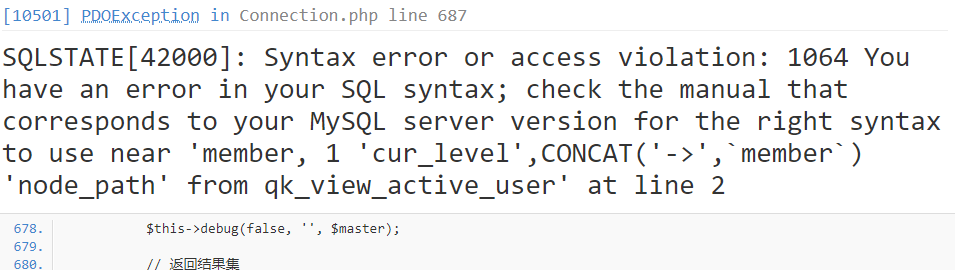 [10501] PDOException in Connection.php line 687
SQLSTATE[42000]: Syntax error or access violation: 1064 You
have an error in your SQL syntax; check the manual that
corresponds to your MySQL server version for the right syntax
to use near 'member, 1 'cur_level',CONCAT('->',`member`)
'node_path' from qk_view_active_user' at line 2
678. $this->debug(false, '', $master);
679.
680. // 返回结果集